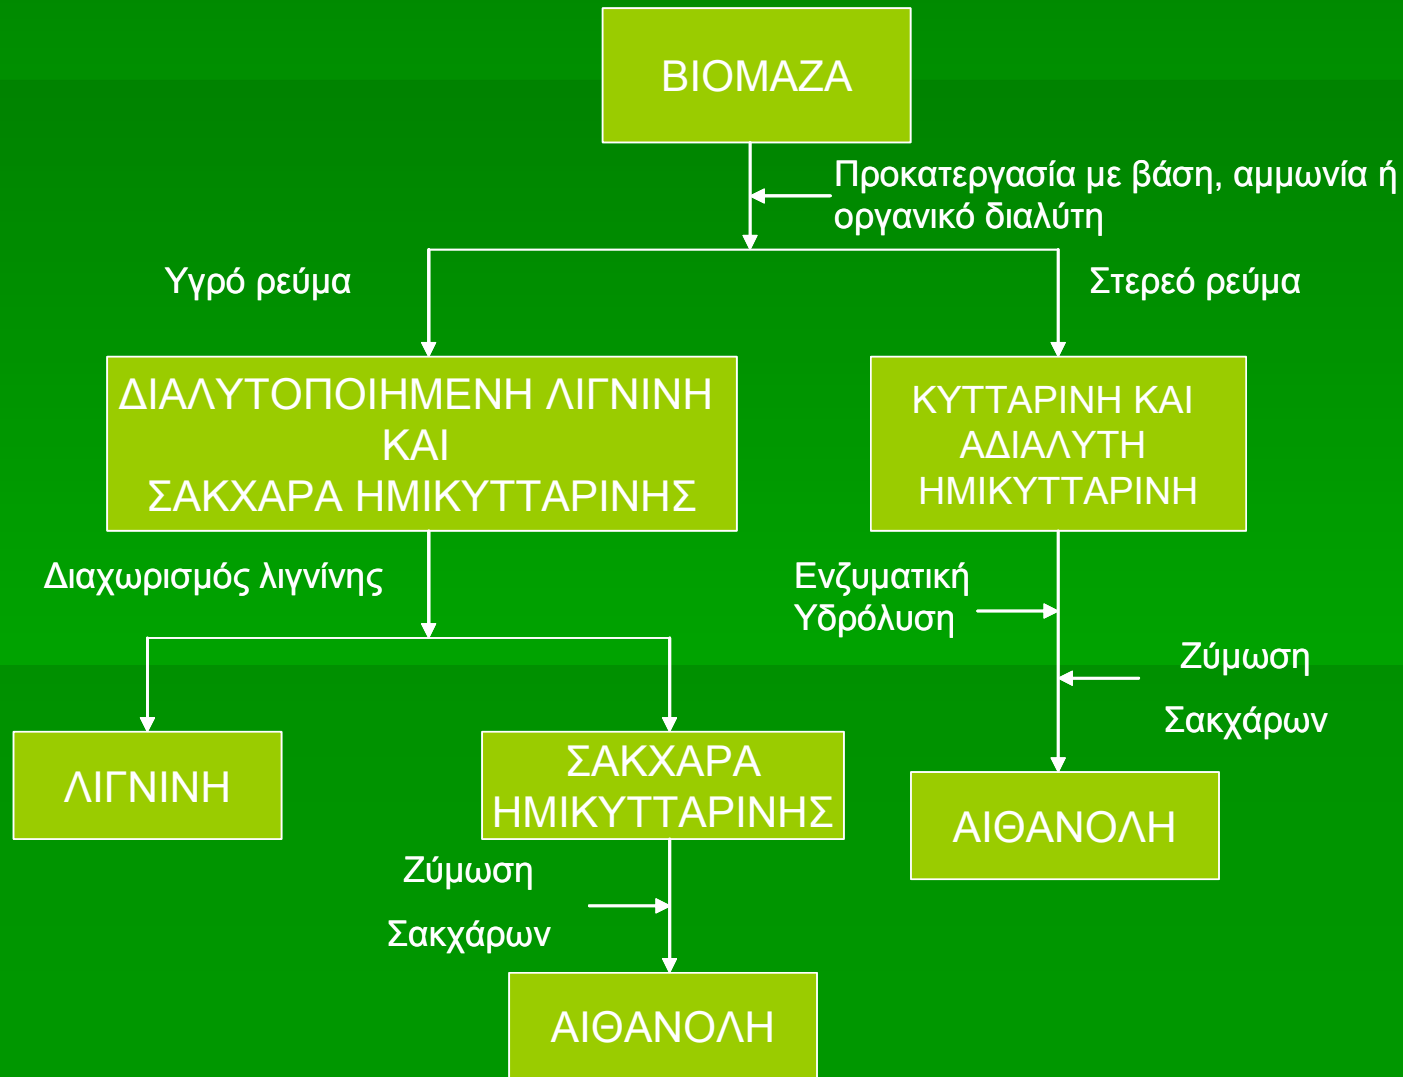 ΒΙΟΜΑΖΑ
Προκατεργασία με βάση, αμμωνία ή
οργανικό διαλύτη
Υγρό ρεύμα
Στερεό ρεύμα
ΔΙΑΛΥΤΟΠΟΙΗΜΕΝΗ ΛΙΓΝΙΝΗ
ΚΑΙ
ΣΑΚΧΑΡΑ ΗΜΙΚΥΤΤΑΡΙΝΗΣ
ΚΥΤΤΑΡΙΝΗ ΚΑΙ
ΑΔΙΑΛΥΤΗ
ΗΜΙΚΥΤΤΑΡΙΝΗ
Διαχωρισμός λιγνίνης
Ενζυματική
Υδρόλυση
Ζύμωση
Σακχάρων
ΛΙΓΝΙΝΗ
ΣΑΚΧΑΡΑ
ΗΜΙΚΥΤΤΑΡΙΝΗΣ
ΑΙΘΑΝΟΛΗ
Ζύμωση
Σακχάρων
ΑΙΘΑΝΟΛΗ